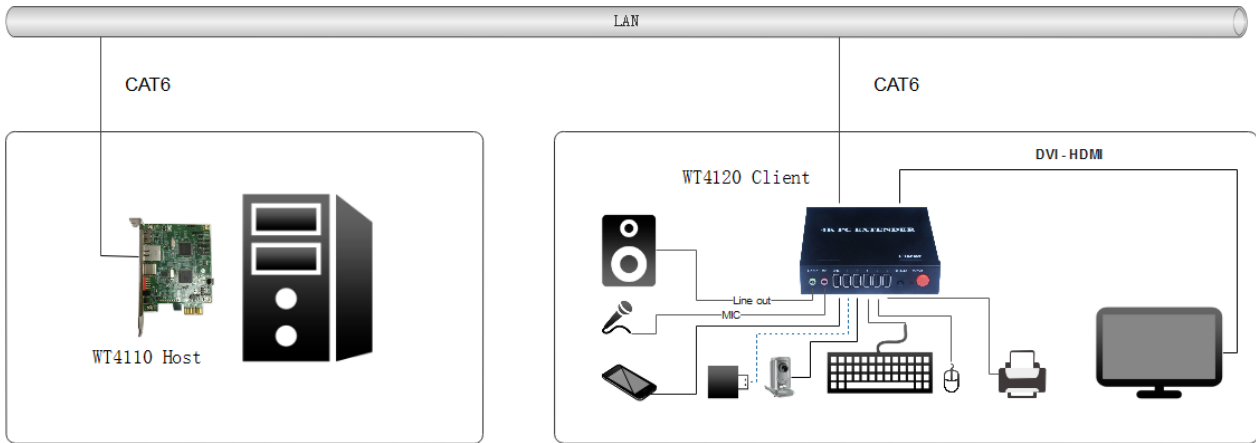 LAN
CAT6
CAT6
DVI-HDMI
WT4120 Client
4K PC EXTENDER
Line out
MIC
WT4110 Host